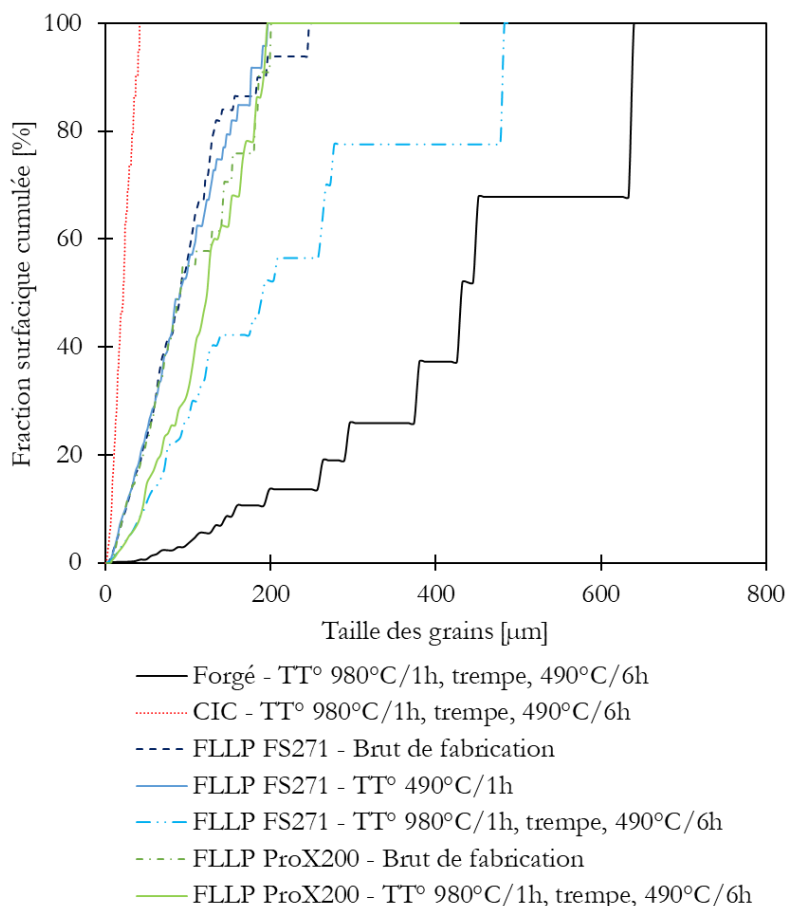 100
80
60
40
20
0
Fraction surfacique cumulée [%]
0 200 400 600 800
Taille des grains [µm]
Forgé - TT° 980°C/1h, trempe, 490°C/6h
CIC - TT° 980°C/1h, trempe, 490°C/6h
FLLP FS271 - Brut de fabrication
FLLP FS271 - TT° 490°C/1h
FLLP FS271 - TT° 980°C/1h, trempe, 490°C/6h
FLLP ProX200 - Brut de fabrication
FLLP ProX200 - TT° 980°C/1h, trempe, 490°C/6h